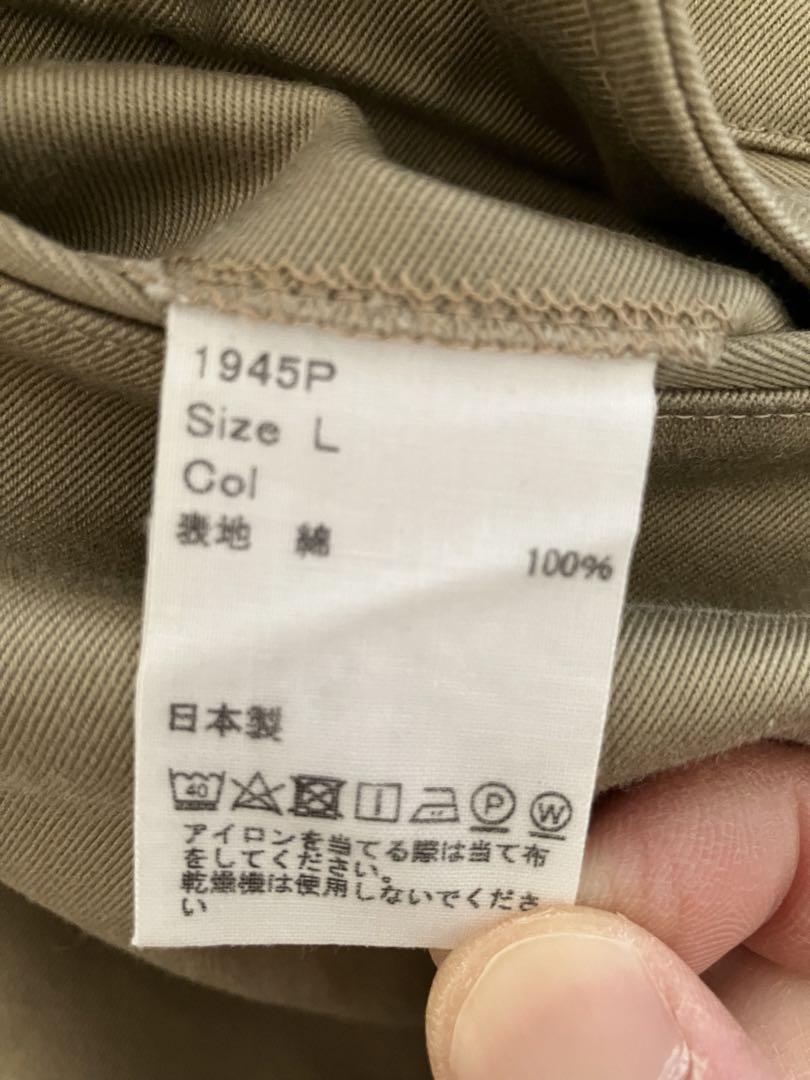 1945P
Size L
Col
表地 綿 100%
日本製
40 P W
アイロンを当てる際は当て布
をしてください。
乾燥機は使用しないでくださ
い